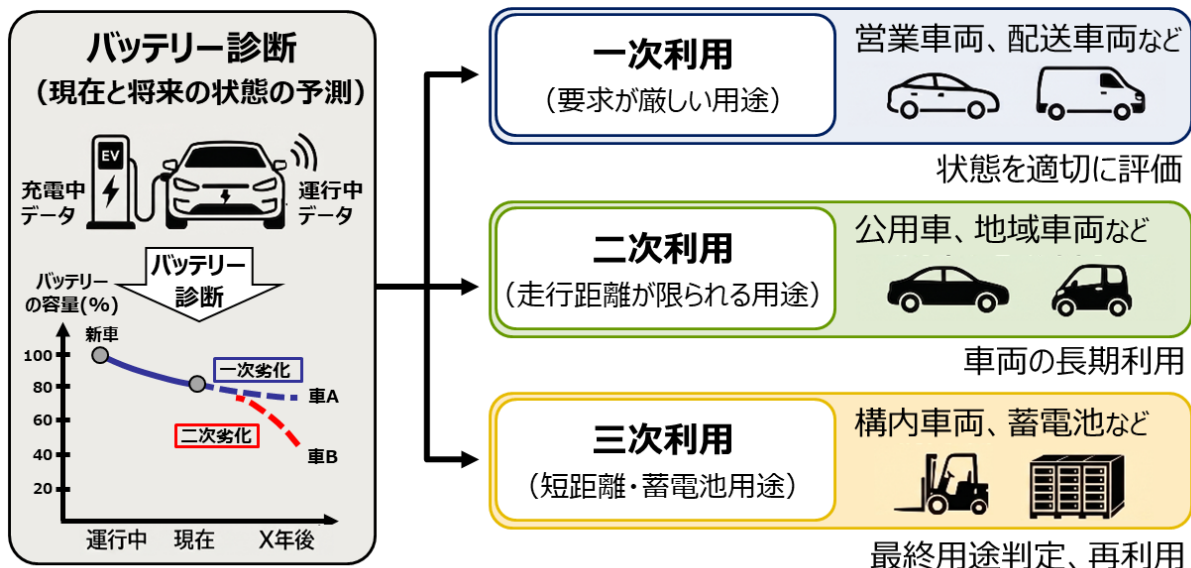 バッテリー診断
(現在と将来の状態の予測)
EV
充電中
データ
運行中
データ
バッテリー
診断
バッテリー
の容量(%)
新車
100
80
60
40
20
一次劣化
二次劣化
車A
車B
運行中 現在 X年後
一次利用
(要求が厳しい用途)
営業車両、配送車両など
状態を適切に評価
二次利用
(走行距離が限られる用途)
公用車、地域車両など
車両の長期利用
三次利用
(短距離・蓄電池用途)
構内車両、蓄電池など
最終用途判定、再利用